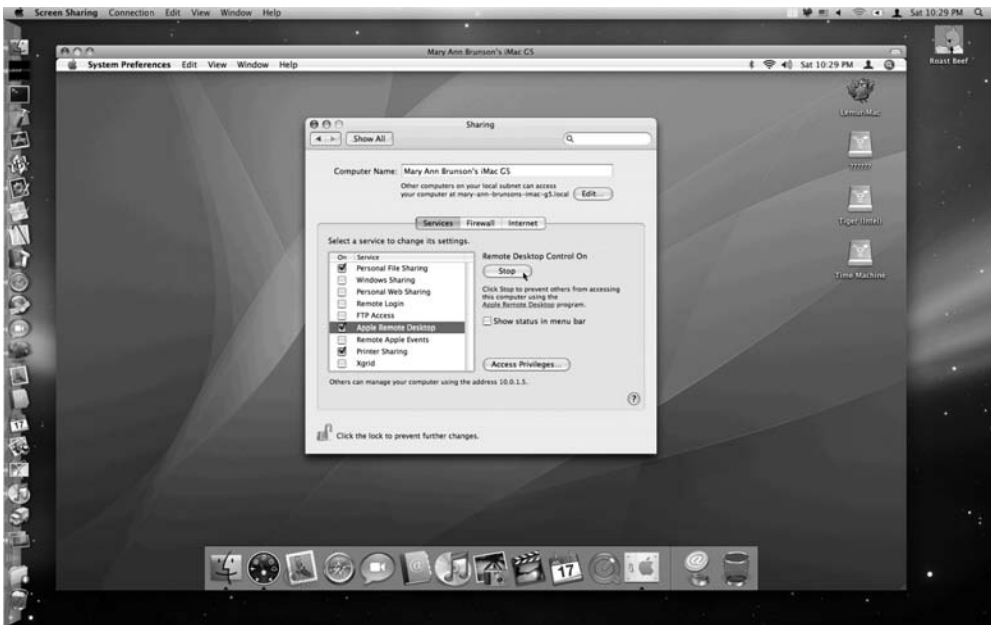 Screen Sharing Connection Edit View Window Help
Sat 10:29 PM
Roast Beef
Mary Ann Brunson's iMac G5
System Preferences Edit View Window Help
Sat 10:29 PM
Sharing
Show All
Computer Name: Mary Ann Brunson's iMac G5
Other computers on your local subnet can access
your computer at mary-ann-brunsons-imac-g5.local
Edit...
Services Firewall Internet
Select a service to change its settings.
On Service
Personal File Sharing
Windows Sharing
Personal Web Sharing
Remote Login
FTP Access
Apple Remote Desktop
Remote Apple Events
Printer Sharing
Xgrid
Remote Desktop Control On
Stop
Click Stop to prevent others from accessing
this computer using the
Apple Remote Desktop program.
Show status in menu bar
Access Privileges...
Others can manage your computer using the address 10.0.1.5.
?
Click the lock to prevent further changes.
LemurMac
??????
Tiger (Intel)
Time Machine
17
17